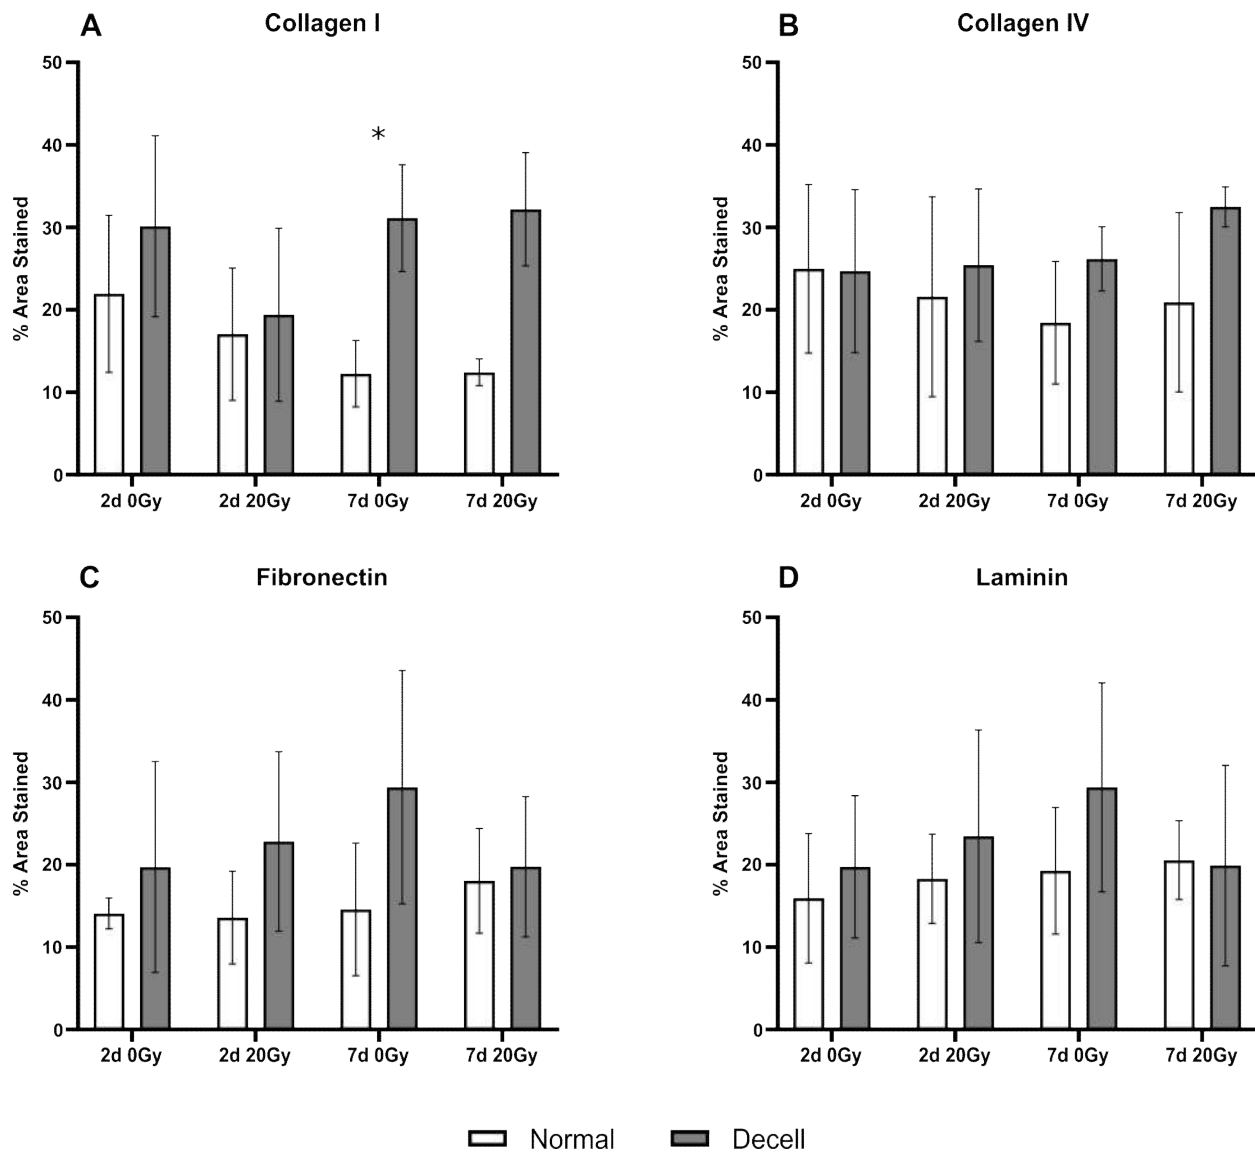 A Collagen I
50
40
30
20
10
0
% Area Stained
*
2d 0Gy 2d 20Gy 7d 0Gy 7d 20Gy
B Collagen IV
50
40
30
20
10
0
% Area Stained
2d 0Gy 2d 20Gy 7d 0Gy 7d 20Gy
C Fibronectin
50
40
30
20
10
0
% Area Stained
2d 0Gy 2d 20Gy 7d 0Gy 7d 20Gy
D Laminin
50
40
30
20
10
0
% Area Stained
2d 0Gy 2d 20Gy 7d 0Gy 7d 20Gy
Normal Decell